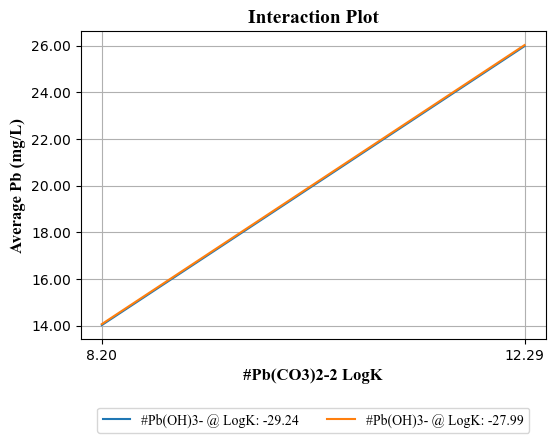 Interaction Plot
Average Pb (mg/L)
26.00
24.00
22.00
20.00
18.00
16.00
14.00
8.20 12.29
#Pb(CO3)2-2 LogK
#Pb(OH)3- @ LogK: -29.24 #Pb(OH)3- @ LogK: -27.99